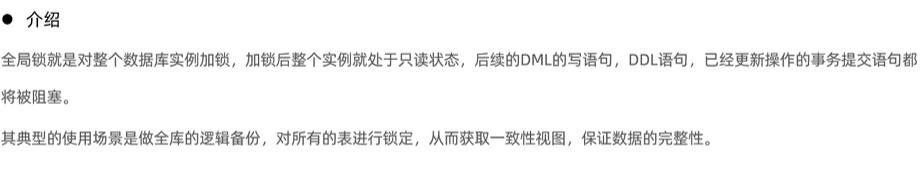 ● 介绍
全局锁就是对整个数据库实例加锁，加锁后整个实例就处于只读状态，后续的DML的写语句，DDL语句，已经更新操作的事务提交语句都
将被阻塞。
其典型的使用场景是做全库的逻辑备份，对所有的表进行锁定，从而获取一致性视图，保证数据的完整性。